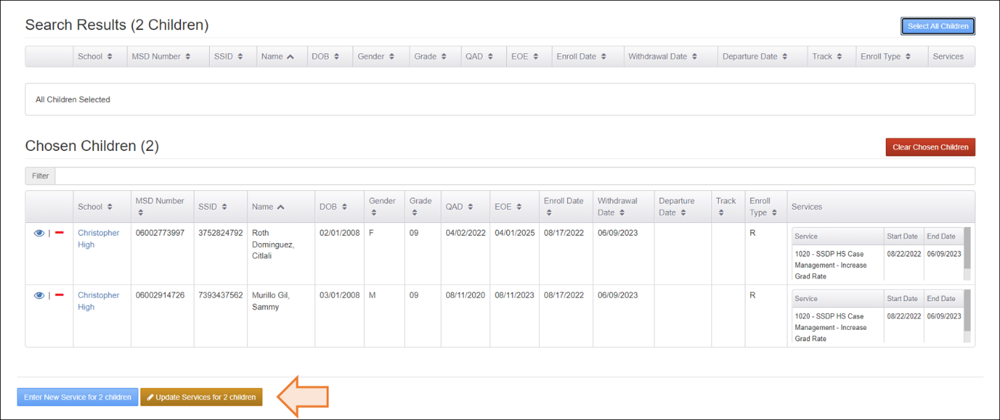 Search Results (2 Children)
Select All Children
School MSD Number SSID Name DOB Gender Grade QAD EOE Enroll Date Withdrawal Date Departure Date Track Enroll Type Services
All Children Selected
Chosen Children (2)
Clear Chosen Children
Filter
School MSD Number SSID Name DOB Gender Grade QAD EOE Enroll Date Withdrawal Date Departure Date Track Enroll Type Services
| Christopher High 06002773997 3752824792 Roth Dominguez, Citlali 02/01/2008 F 09 04/02/2022 04/01/2025 08/17/2022 06/09/2023 R
Service Start Date End Date
1020 - SSDP HS Case Management - Increase Grad Rate 08/22/2022 06/09/2023
| Christopher High 06002914726 7393437562 Murillo Gil, Sammy 03/01/2008 M 09 08/11/2020 08/11/2023 08/17/2022 06/09/2023 R
Service Start Date End Date
1020 - SSDP HS Case Management - Increase Grad Rate 08/22/2022 06/09/2023
Enter New Service for 2 children
Update Services for 2 children